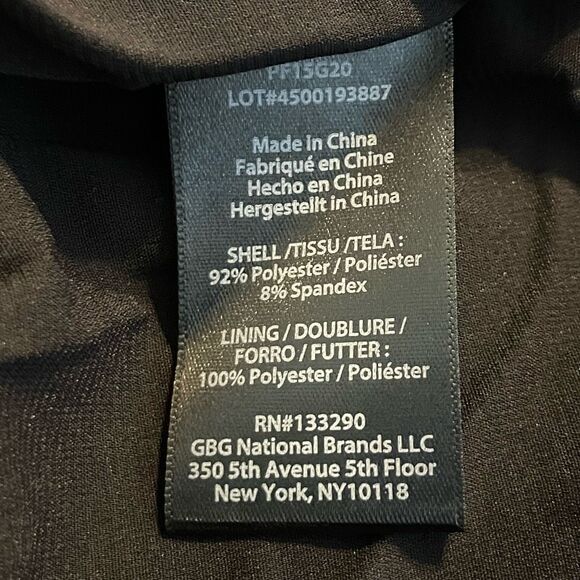 PF15G20
LOT#4500193887
Made in China
Fabriqué en Chine
Hecho en China
Hergestellt in China
SHELL /TISSU /TELA :
92% Polyester / Poliéster
8% Spandex
LINING / DOUBLURE /
FORRO / FUTTER :
100% Polyester / Poliéster
RN#133290
GBG National Brands LLC
350 5th Avenue 5th Floor
New York, NY10118